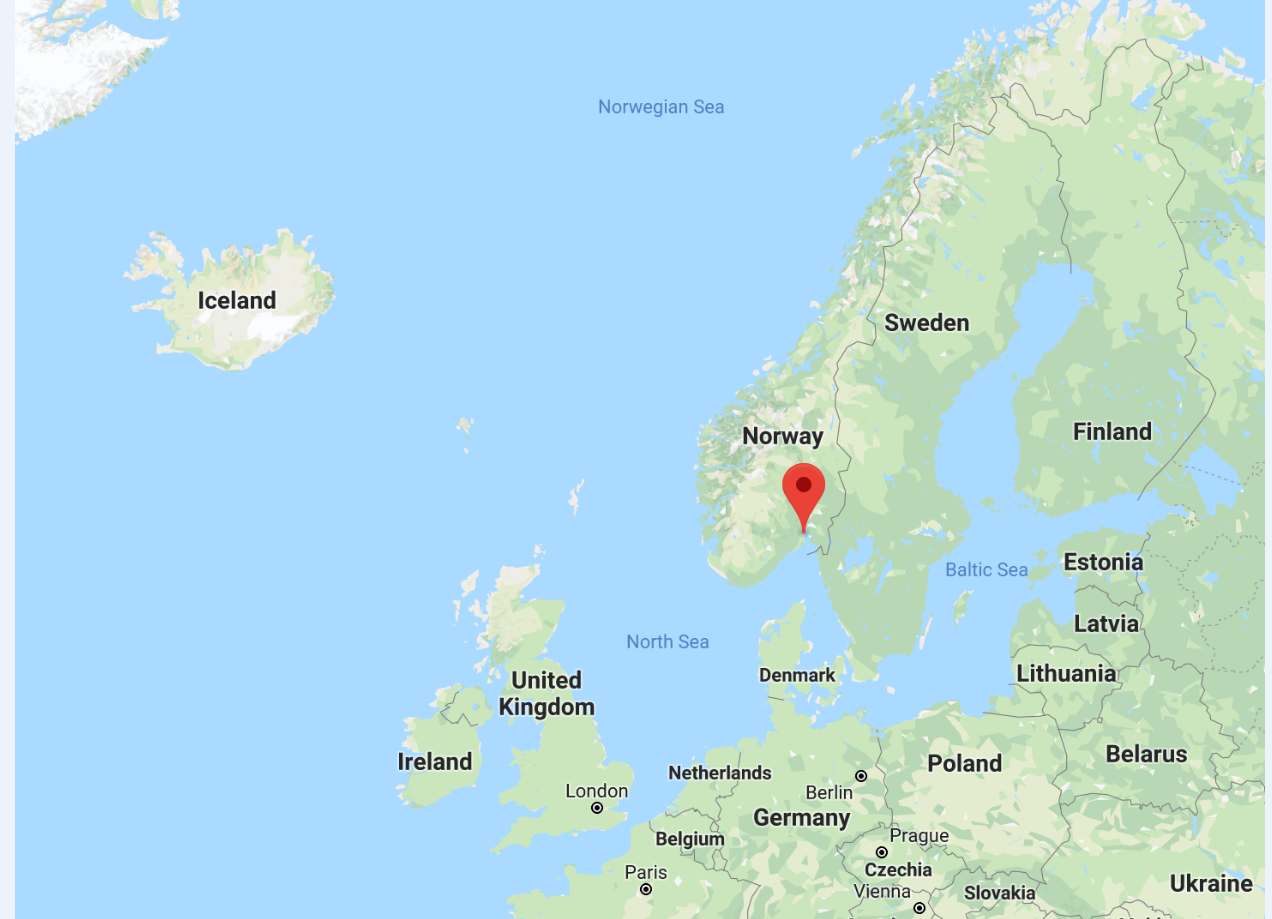 Norwegian Sea
Iceland
Sweden
Norway
Finland
Estonia
Baltic Sea
Latvia
North Sea
Lithuania
Denmark
United
Kingdom
Belarus
Ireland
Poland
Netherlands
London
Berlin
Germany
Belgium
Prague
Czechia
Paris
Vienna
Slovakia
Ukraine